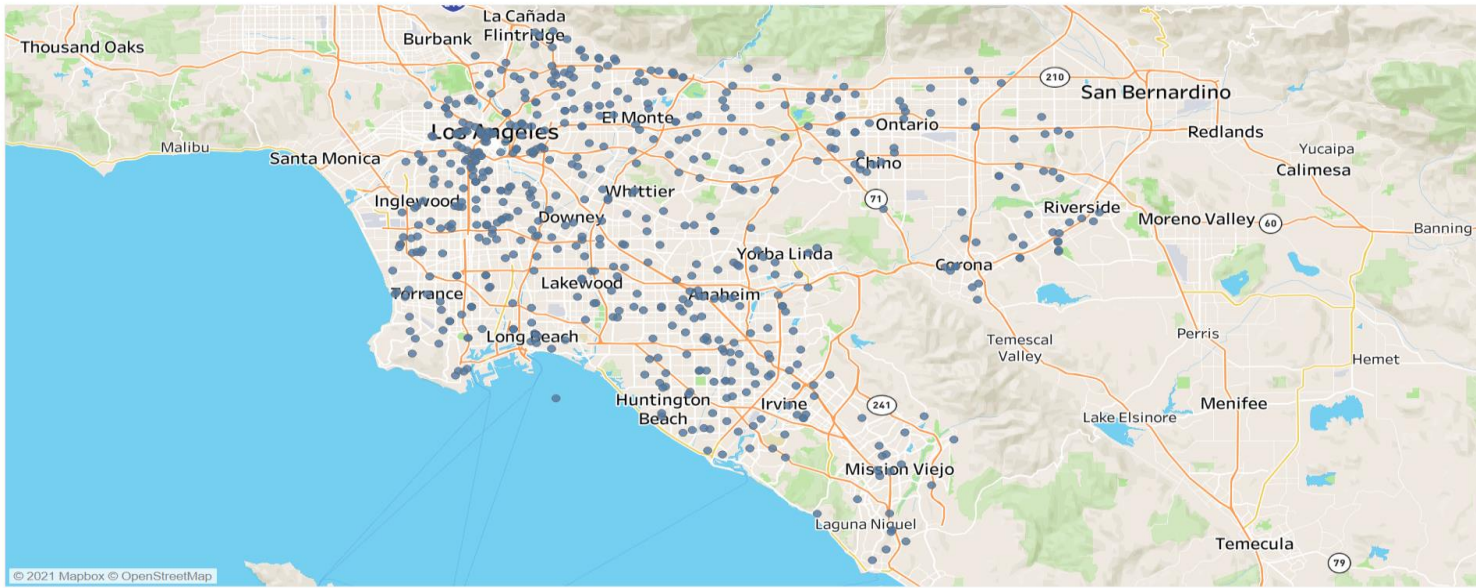 La Cañada
Flintridge
Burbank
Thousand Oaks
210
San Bernardino
El Monte
Ontario
Los Angeles
Redlands
Malibu
Santa Monica
Yucaipa
Chino
Calimesa
Whittier
71
Inglewood
Riverside
Downey
Moreno Valley
60
Banning
Yorba Linda
Corona
Lakewood
Torrance
Anaheim
Long Beach
Temescal
Valley
Perris
Hemet
Huntington
Beach
Irvine
241
Menifee
Lake Elsinore
Mission Viejo
Laguna Niguel
Temecula
79
© 2021 Mapbox © OpenStreetMap